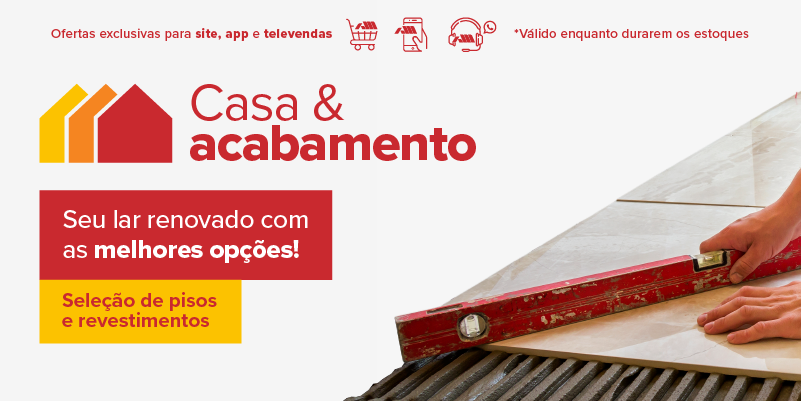 Ofertas exclusivas para site, app e televendas
*Válido enquanto durarem os estoques
Casa &
acabamento
Seu lar renovado com
as melhores opções!
Seleção de pisos
e revestimentos